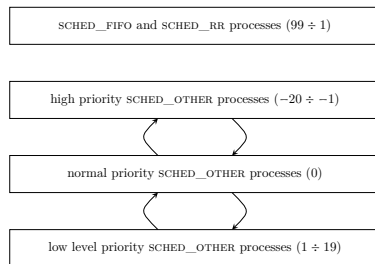 SCHED_FIFO and SCHED_RR processes (99 ÷ 1)
high priority SCHED_OTHER processes (−20 ÷ −1)
normal priority SCHED_OTHER processes (0)
low level priority SCHED_OTHER processes (1 ÷ 19)